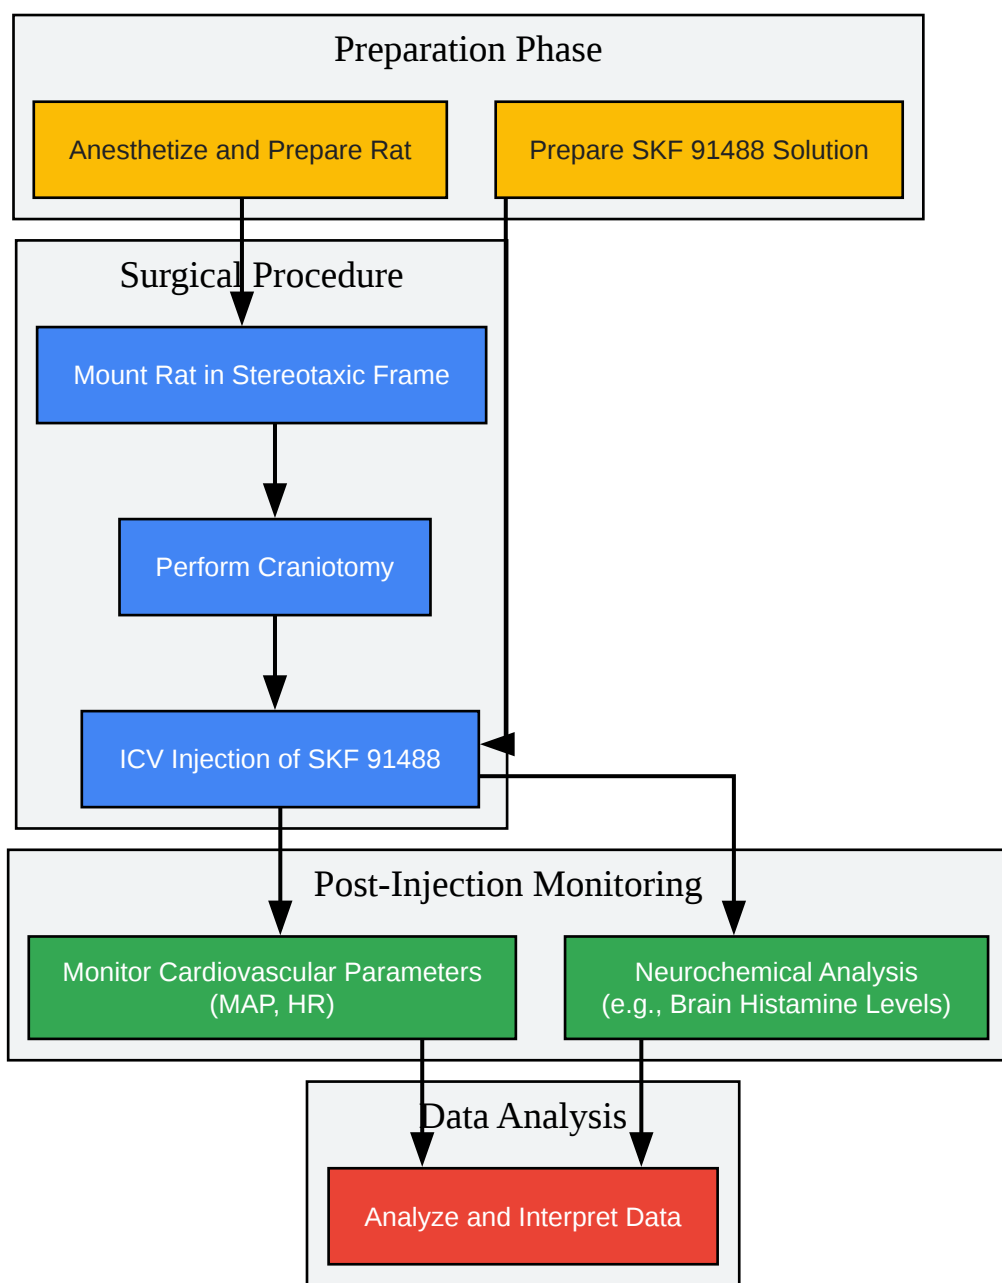 Preparation Phase
Anesthetize and Prepare Rat
Prepare SKF 91488 Solution
Surgical Procedure
Mount Rat in Stereotaxic Frame
Perform Craniotomy
ICV Injection of SKF 91488
Post-Injection Monitoring
Monitor Cardiovascular Parameters
(MAP, HR)
Neurochemical Analysis
(e.g., Brain Histamine Levels)
Data Analysis
Analyze and Interpret Data